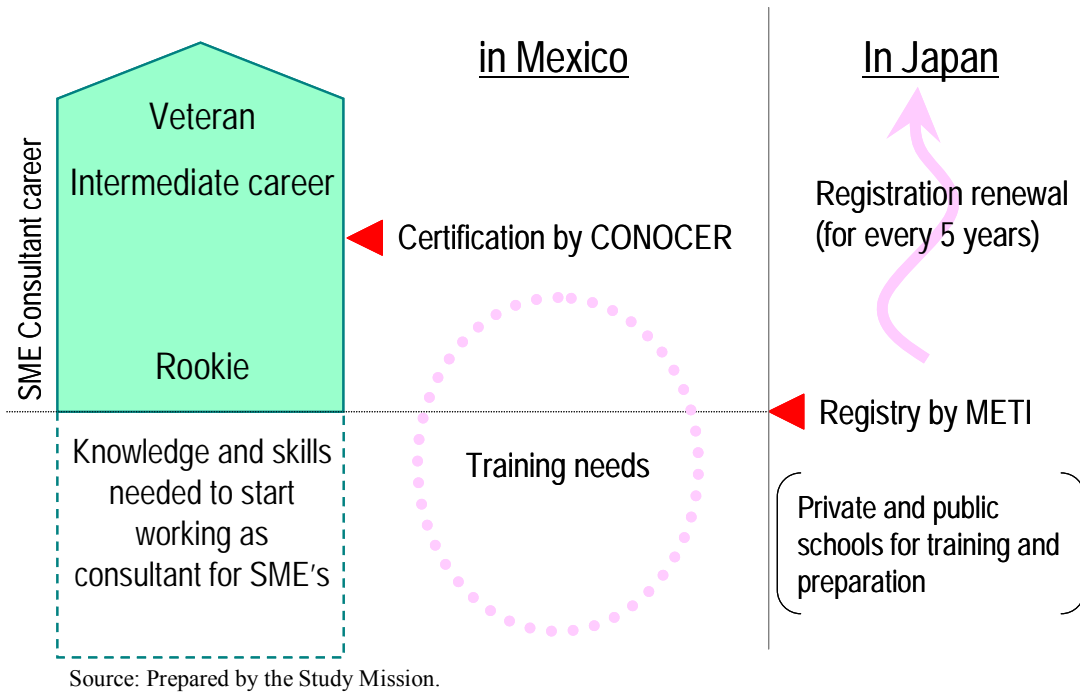 in Mexico
In Japan
SME Consultant career
Veteran
Intermediate career
Rookie
Knowledge and skills
needed to start
working as
consultant for SME's
Certification by CONOCER
Training needs
Registration renewal
(for every 5 years)
Registry by METI
Private and public
schools for training and
preparation
Source: Prepared by the Study Mission.